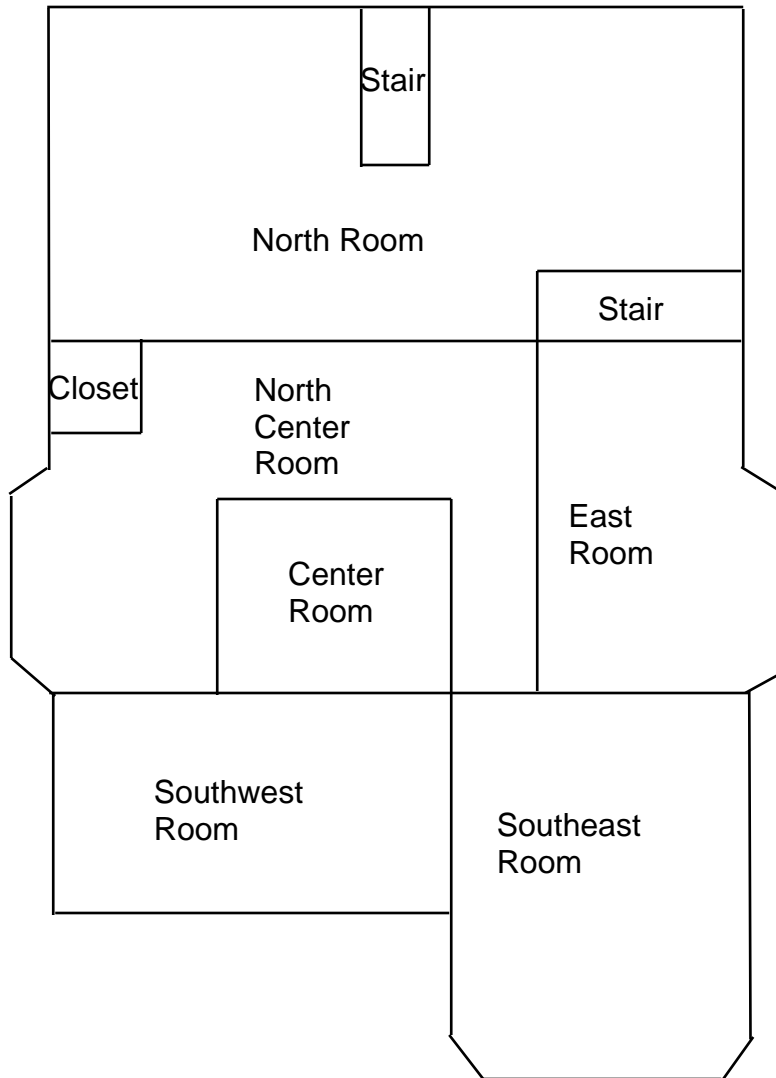 Stair
North Room
Stair
Closet
North
Center
Room
East
Room
Center
Room
Southwest
Room
Southeast
Room